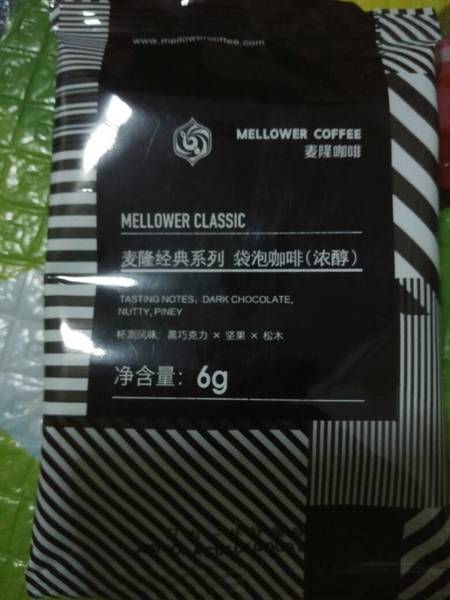 www.mellowercoffee.com
MELLOWER COFFEE
麦隆咖啡
MELLOWER CLASSIC
麦隆经典系列 袋泡咖啡(浓醇)
TASTING NOTES: DARK CHOCOLATE,
NUTTY, PINEY
杯测风味: 黑巧克力 × 坚果 × 松木
净含量: 6g